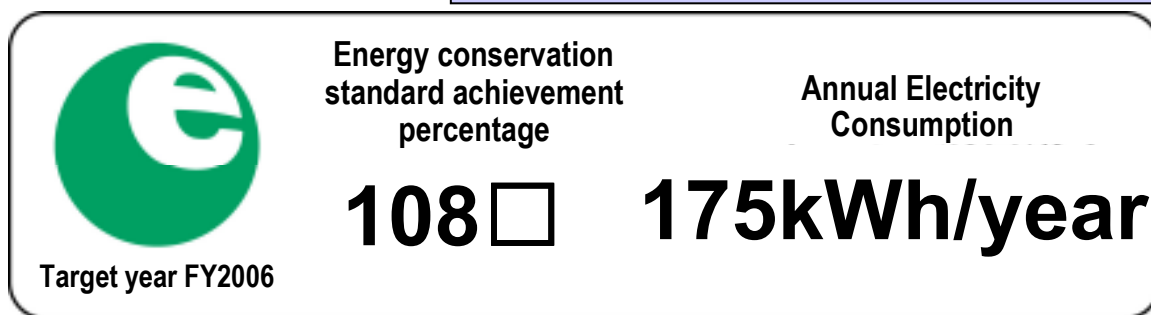 e
Energy conservation
standard achievement
percentage
Annual Electricity
Consumption
108□
175kWh/year
Target year FY2006